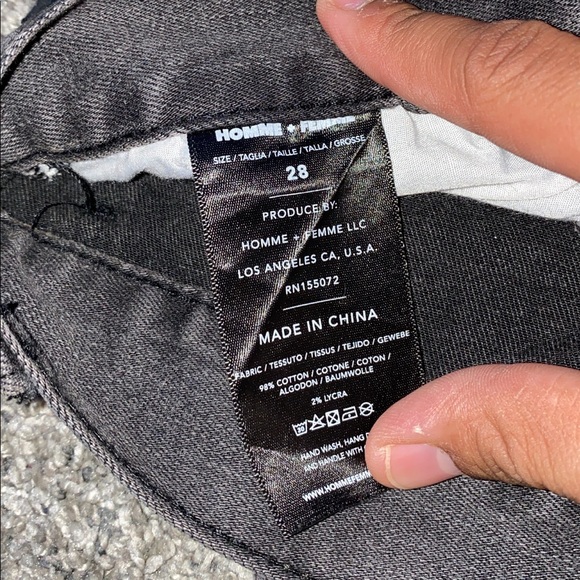 HOMME + FEMME
SIZE / TAGLIA / TAILLE / TALLA / GROSSE
28
PRODUCE BY:
HOMME + FEMME LLC
LOS ANGELES CA, U.S.A.
RN155072
MADE IN CHINA
FABRIC / TESSUTO / TISSUS / TEJIDO / GEWEBE
98% COTTON / COTONE / COTON /
ALGODON / BAUMWOLLE
2% LYCRA
30
HAND WASH, HANG
AND HANDLE WITH
WWW.HOMMEFEMM